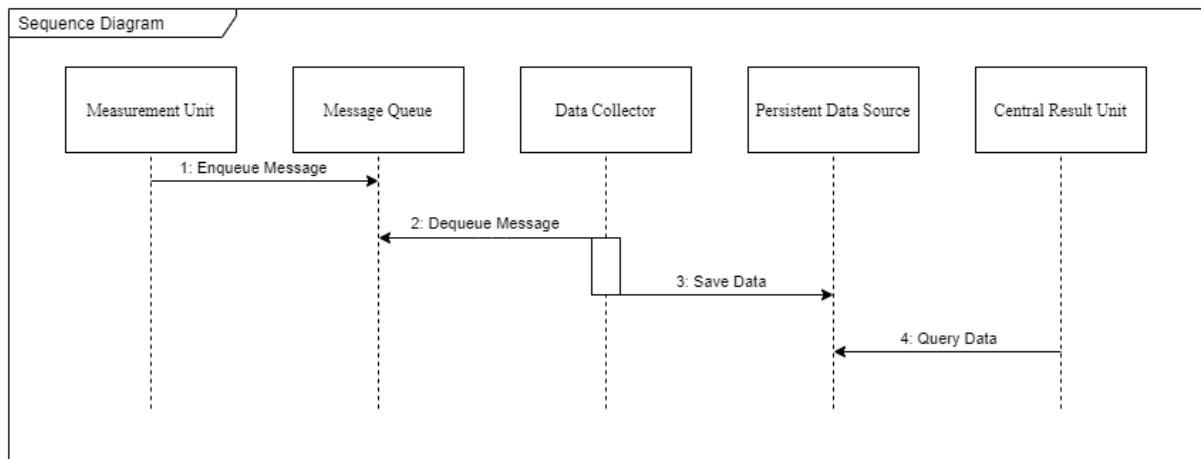 Sequence Diagram
Measurement Unit
Message Queue
Data Collector
Persistent Data Source
Central Result Unit
1: Enqueue Message
2: Dequeue Message
3: Save Data
4: Query Data